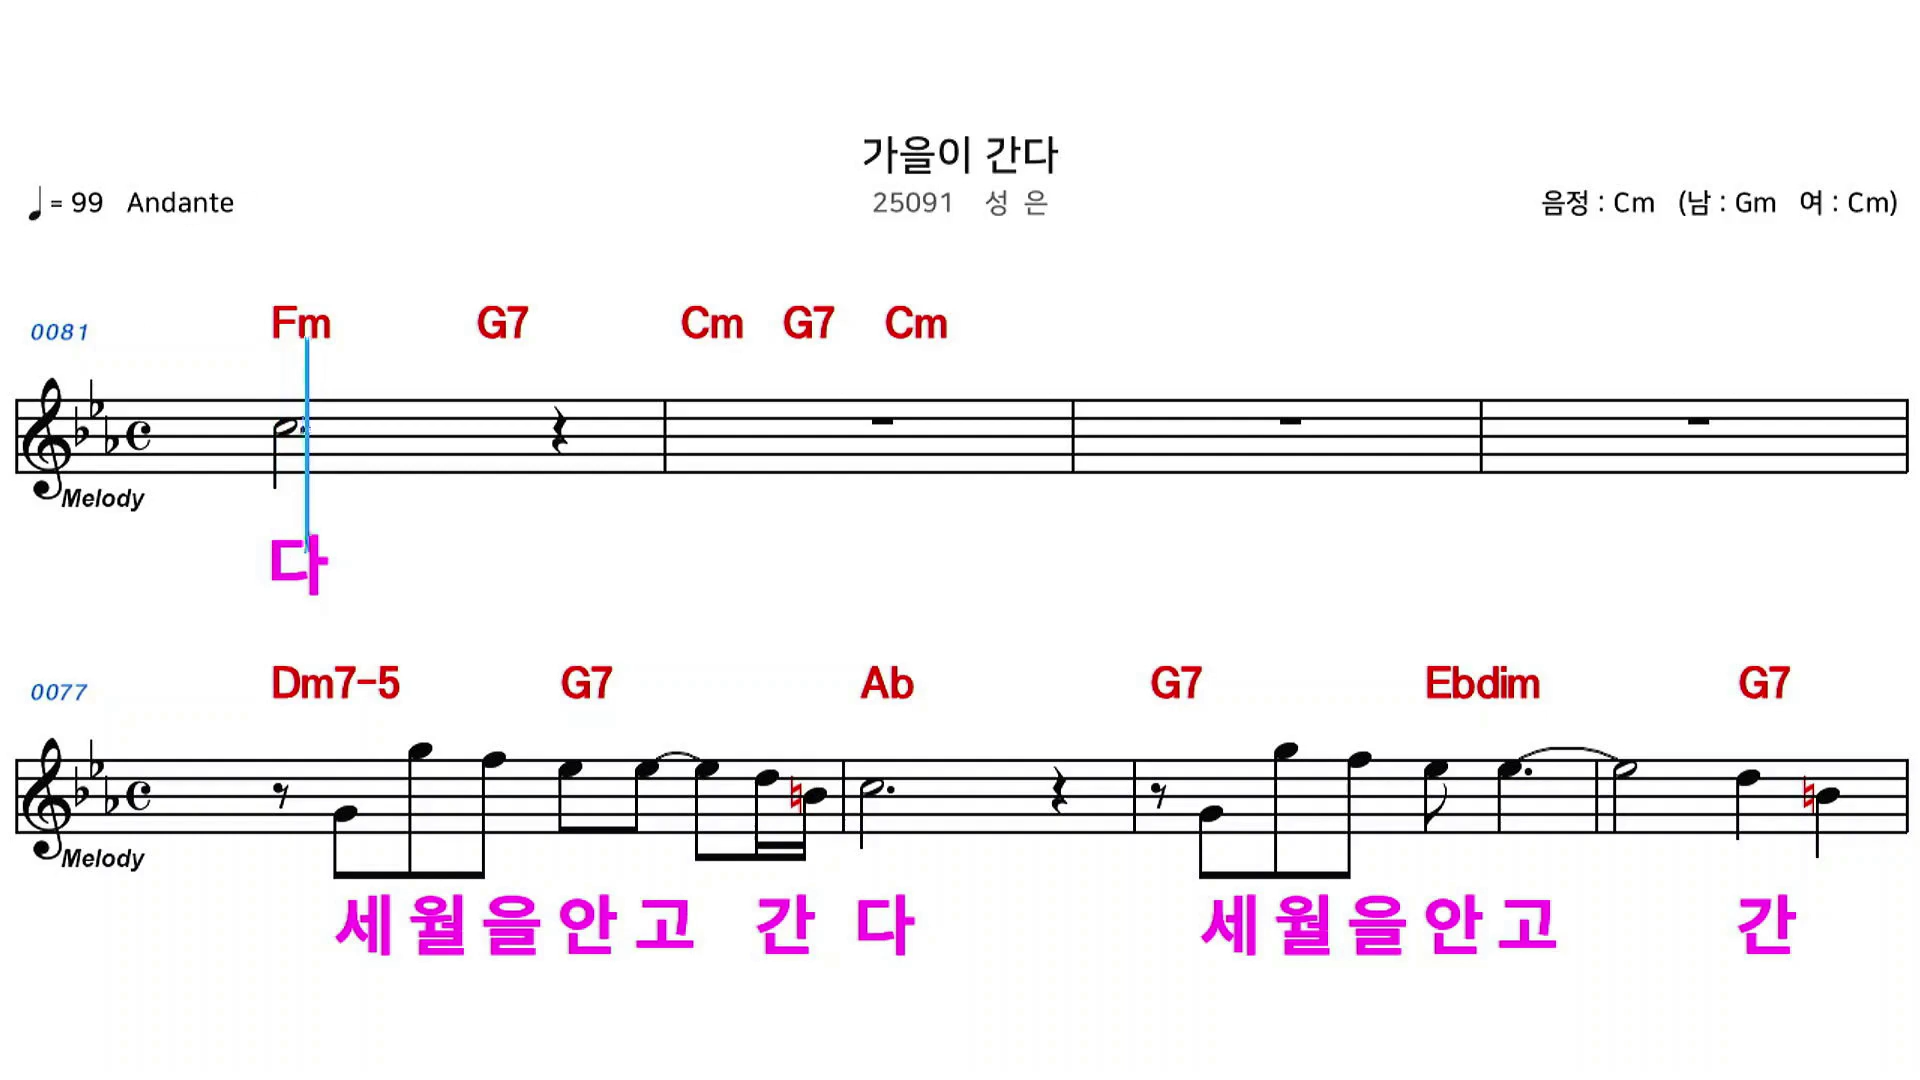 가을이 간다
♩= 99 Andante
25091 성 은
음정 : Cm (남 : Gm 여 : Cm)
0081 Fm G7 Cm G7 Cm
Melody
다
0077 Dm7-5 G7 Ab G7 Ebdim G7
Melody
세 월 을 안 고 간 다 세 월 을 안 고 간